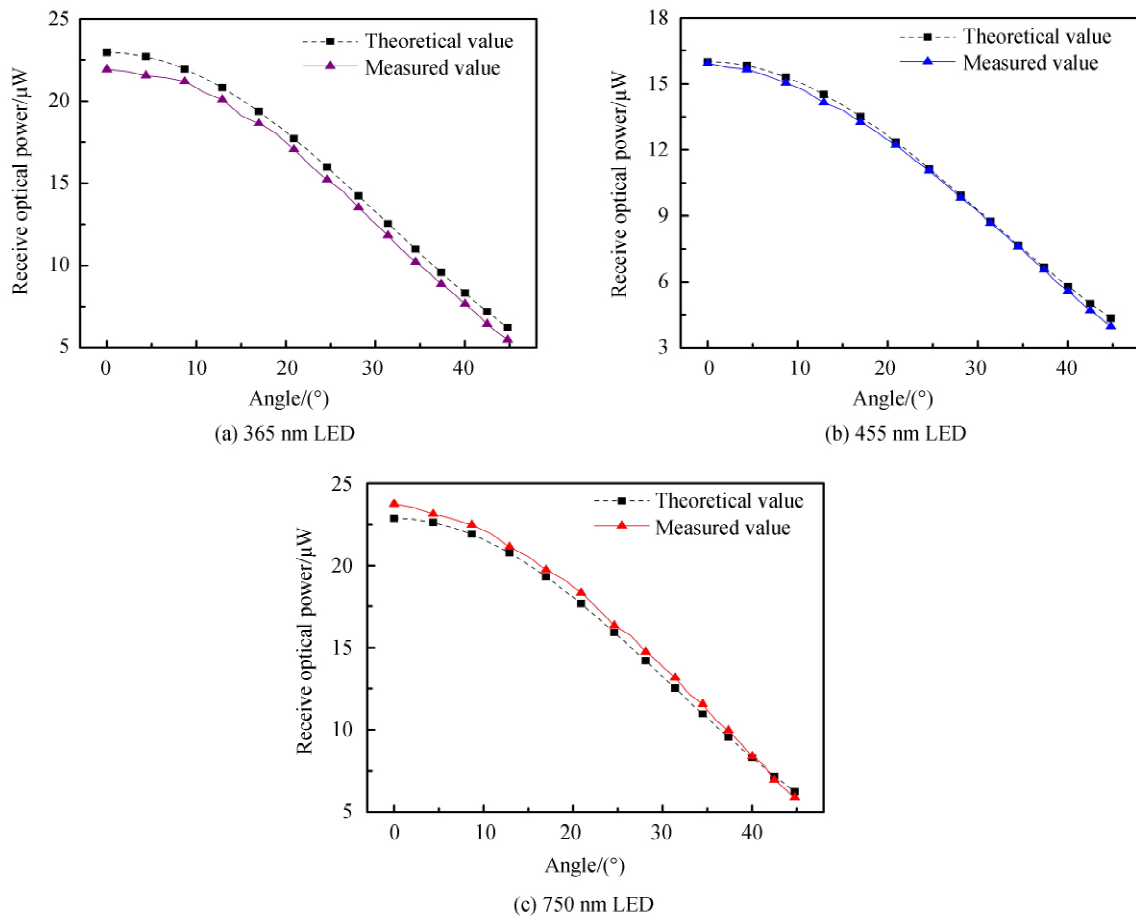 25
20
15
10
5
Receive optical power/μW
Theoretical value
Measured value
0 10 20 30 40
Angle/(°)
(a) 365 nm LED
18
15
12
9
6
3
Receive optical power/μW
Theoretical value
Measured value
0 10 20 30 40
Angle/(°)
(b) 455 nm LED
25
20
15
10
5
Receive optical power/μW
Theoretical value
Measured value
0 10 20 30 40
Angle/(°)
(c) 750 nm LED